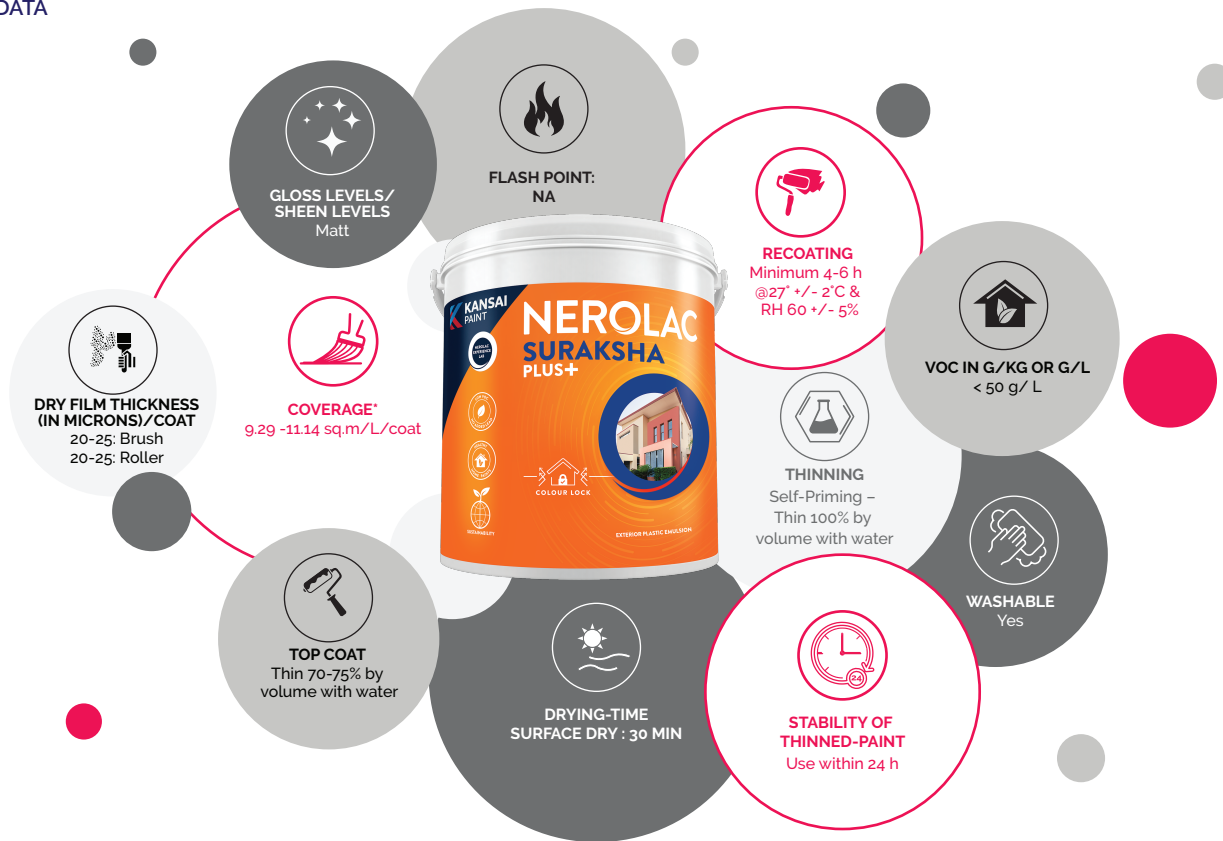 DATA
GLOSS LEVELS/
SHEEN LEVELS
Matt
FLASH POINT:
NA
RECOATING
Minimum 4-6 h
@27° +/- 2°C &
RH 60 +/- 5%
VOC IN G/KG OR G/L
< 50 g/ L
DRY FILM THICKNESS
(IN MICRONS)/COAT
20-25: Brush
20-25: Roller
COVERAGE*
9.29 -11.14 sq.m/L/coat
KANSAI
PAINT
NEROLAC
SURAKSHA
PLUS+
NEROLAC
EXPERIENCE
LAB
COLOUR LOCK
SUSTAINABILITY
EXTERIOR PLASTIC EMULSION
THINNING
Self-Priming –
Thin 100% by
volume with water
WASHABLE
Yes
TOP COAT
Thin 70-75% by
volume with water
DRYING-TIME
SURFACE DRY : 30 MIN
24
STABILITY OF
THINNED-PAINT
Use within 24 h